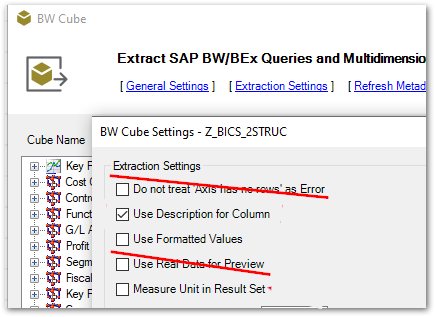 BW Cube
Extract SAP BW/BEx Queries and Multidimensio
[ General Settings ] [ Extraction Settings ] [ Refresh Metad
Cube Name
BW Cube Settings - Z_BICS_2STRUC
Key F
Extraction Settings
Cost C
Do not treat 'Axis has no rows' as Error
Contro
Funct
Use Description for Column
G/L A
Profit
Use Formatted Values
Segm
Use Real Data for Preview
Fiscal
Key F
Measure Unit in Result Set
Curren